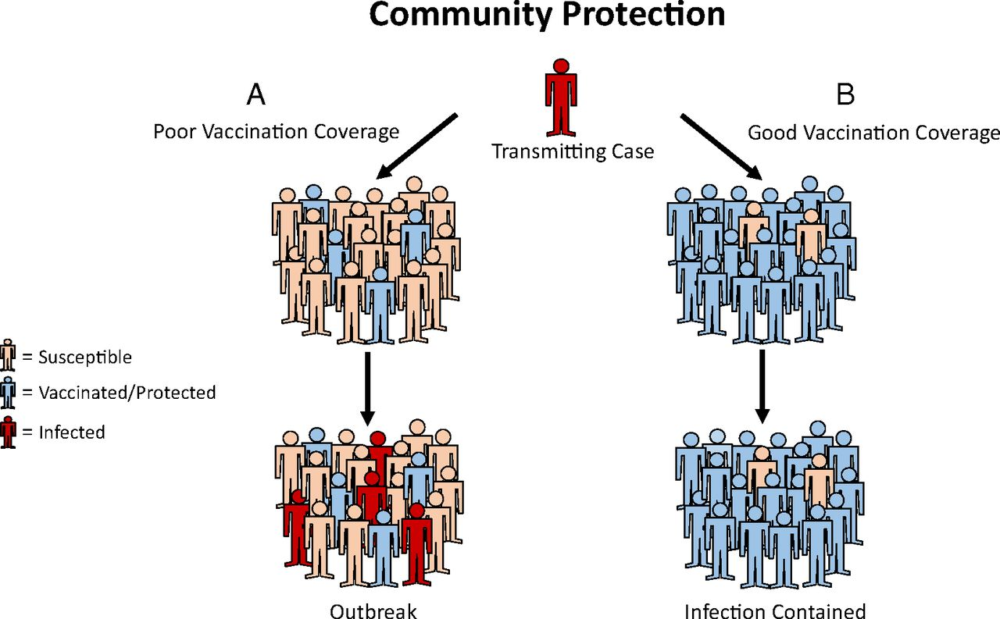 Community Protection
A
B
Poor Vaccination Coverage
Transmitting Case
Good Vaccination Coverage
= Susceptible
= Vaccinated/Protected
= Infected
Outbreak
Infection Contained